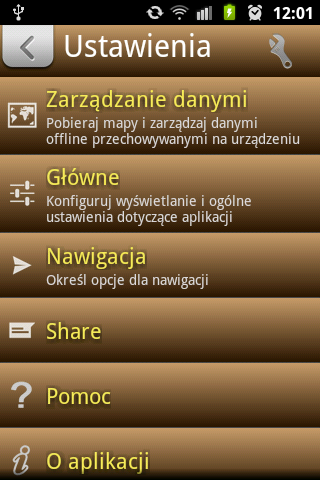 12:01
Ustawienia
Zarządzanie danymi
Pobieraj mapy i zarządzaj danymi
offline przechowywanymi na urządzeniu
Główne
Konfiguruj wyświetlanie i ogólne
ustawienia dotyczące aplikacji
Nawigacja
Określ opcje dla nawigacji
Share
Pomoc
O aplikacji